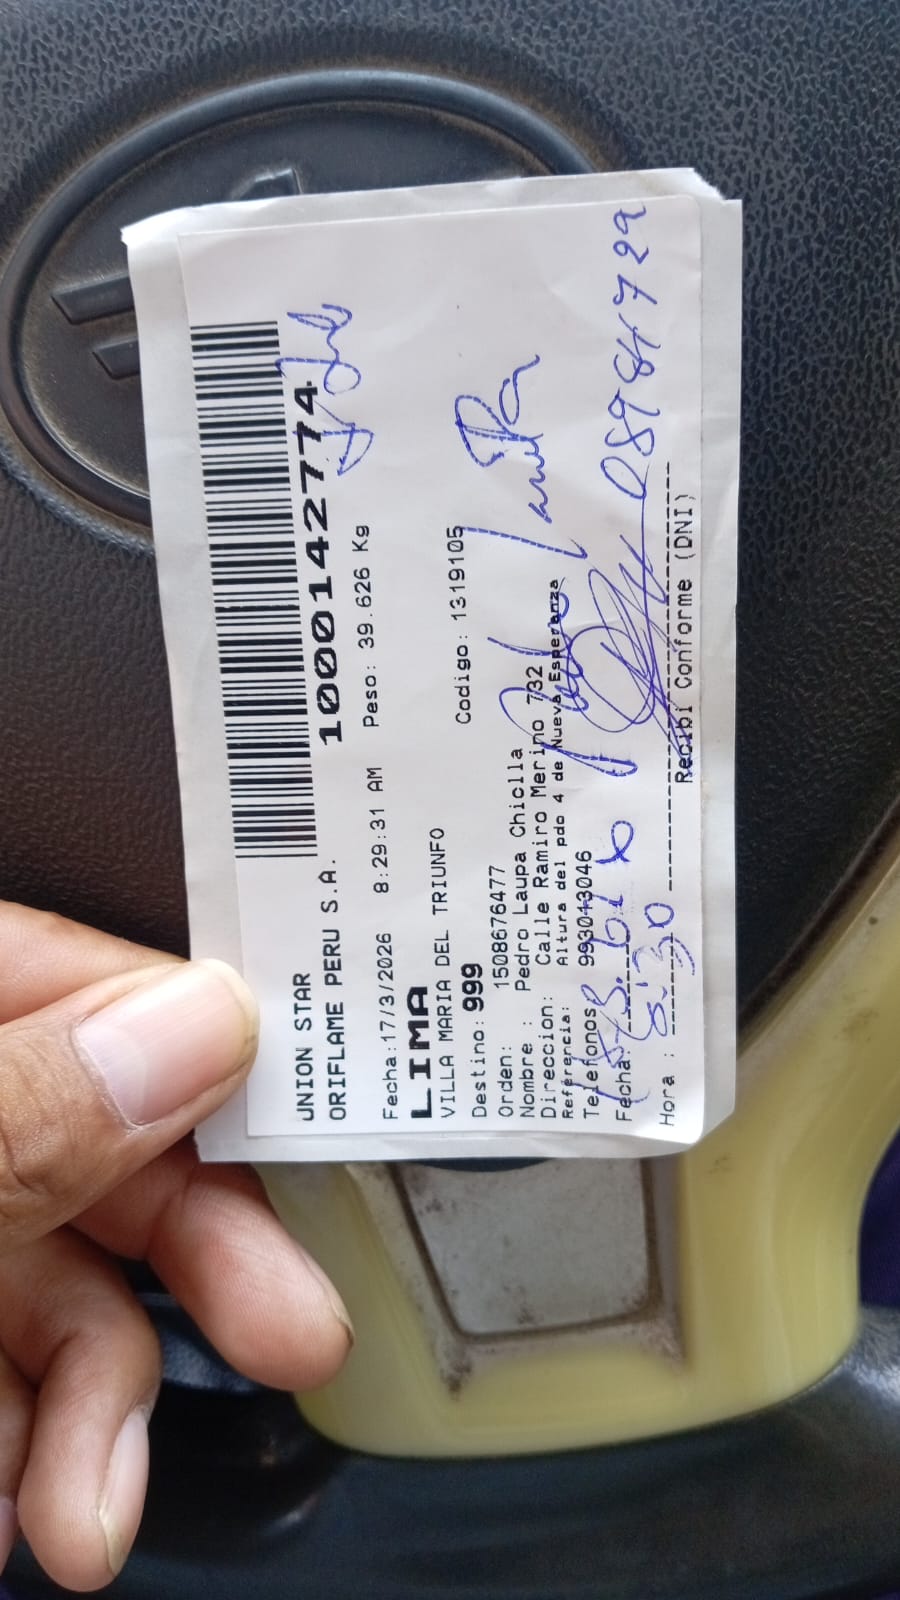 UNION STAR
ORIFLAME PERU S.A.
1000142774
Fecha:17/3/2026 8:29:31 AM Peso: 39.626 Kg
LIMA
VILLA MARIA DEL TRIUNFO
Destino: 999 Codigo: 1319105
Orden: 1508676477
Nombre : Pedro Laupa Chiclla
Direccion: Calle Ramiro Merino 732
Referencia: Altura del pdo 4 de Nueva Esperanza
Telefonos 993013046
Fecha:
Hora :
Recibi Conforme (DNI)